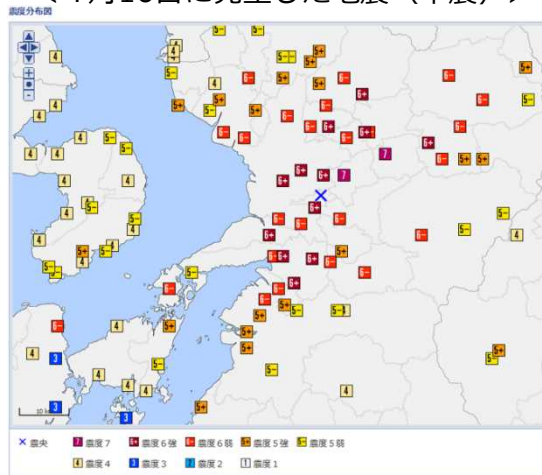 ＜４月16日に発生した地震（本震）＞
震度分布図
10 km
× 震央 7 震度７ 6+ 震度６強 6- 震度６弱 5+ 震度５強 5- 震度５弱
4 震度４ 3 震度３ 2 震度２ 1 震度１